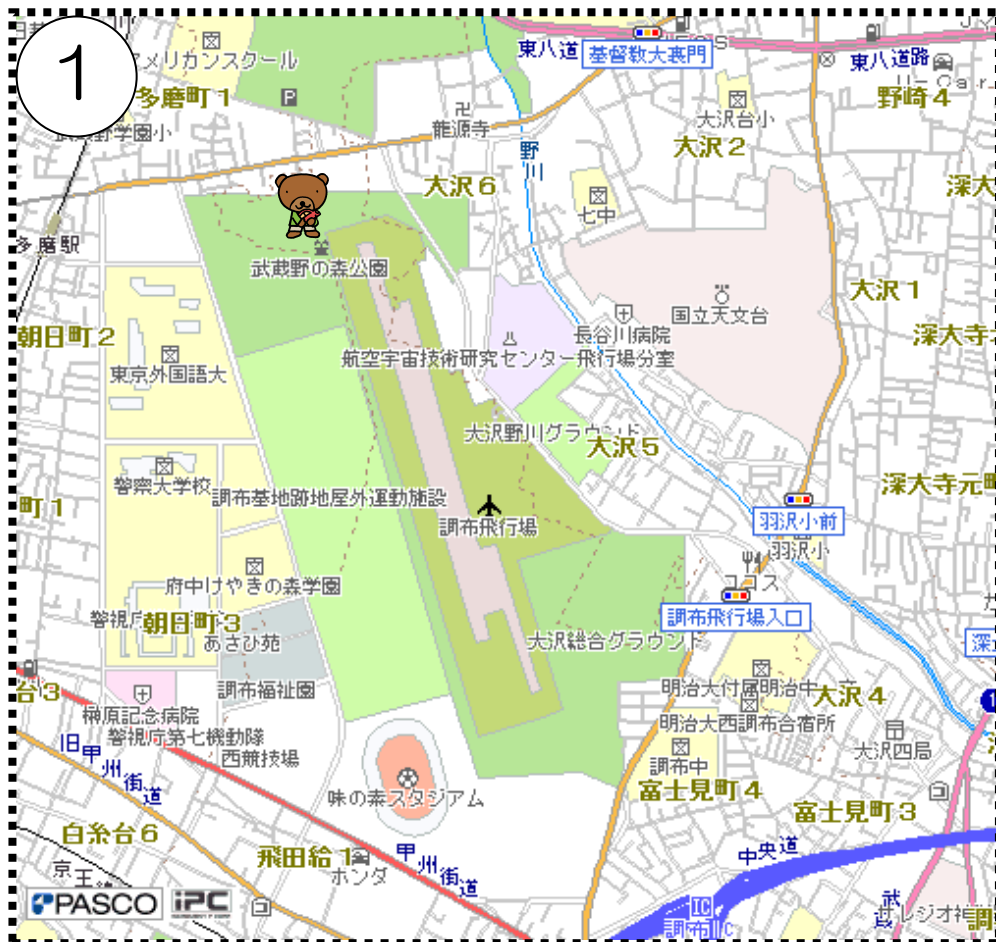 1
東八道
基督教大裏門
東八道路
アメリカンスクール
多磨町1
野崎4
P
大沢台小
龍源寺
野川
大沢2
大沢6
七中
多磨駅
武蔵野の森公園
国立天文台
大沢1
長谷川病院
朝日町2
航空宇宙技術研究センター飛行場分室
東京外国語大
大沢野川グラウンド
大沢5
警察大学校
調布基地跡地屋外運動施設
深大寺元町
町1
調布飛行場
羽沢小前
羽沢小
ココス
府中けやきの森学園
調布飛行場入口
朝日町3
あさひ苑
大沢総合グラウンド
明治大付属明治中
大沢4
台3
調布福祉園
榊原記念病院
明治大西調布合宿所
警視庁第七機動隊
大沢四局
旧甲州街道
西競技場
調布中
味の素スタジアム
富士見町4
富士見町3
白糸台6
飛田給1
甲州街道
中央道
ホンダ
京王
PASCO
iPC
IC
調布IC